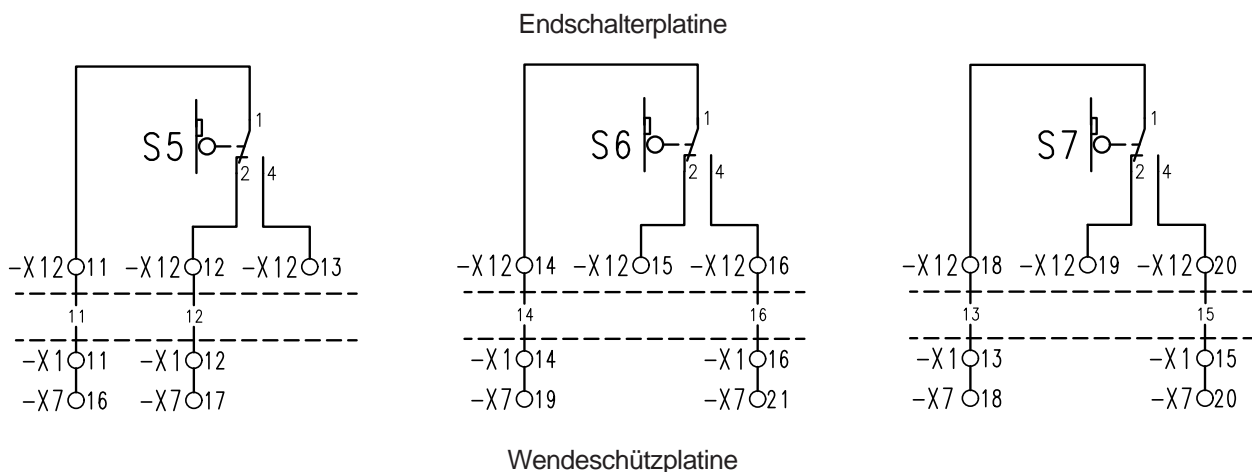 Endschalterplatine
1 1 1
S5 S6 S7
2 4 2 4 2 4
-X12 11 -X12 12 -X12 13 -X12 14 -X12 15 -X12 16 -X12 18 -X12 19 -X12 20
11 12 14 16 13 15
-X1 11 -X1 12 -X1 14 -X1 16 -X1 13 -X1 15
-X7 16 -X7 17 -X7 19 -X7 21 -X7 18 -X7 20
Wendeschützplatine